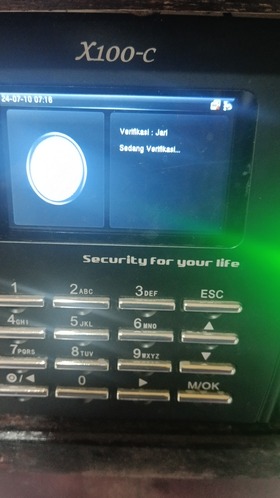 X100-C
24-07-10 07:16
Verifikasi : Jari
Sedang Verifikasi...
Security for your life
1 2ABC 3DEF ESC
4GHI 5JKL 6MNO ▲
7PQRS 8TUV 9WXYZ ▼
/◀ 0 ▶ M/OK